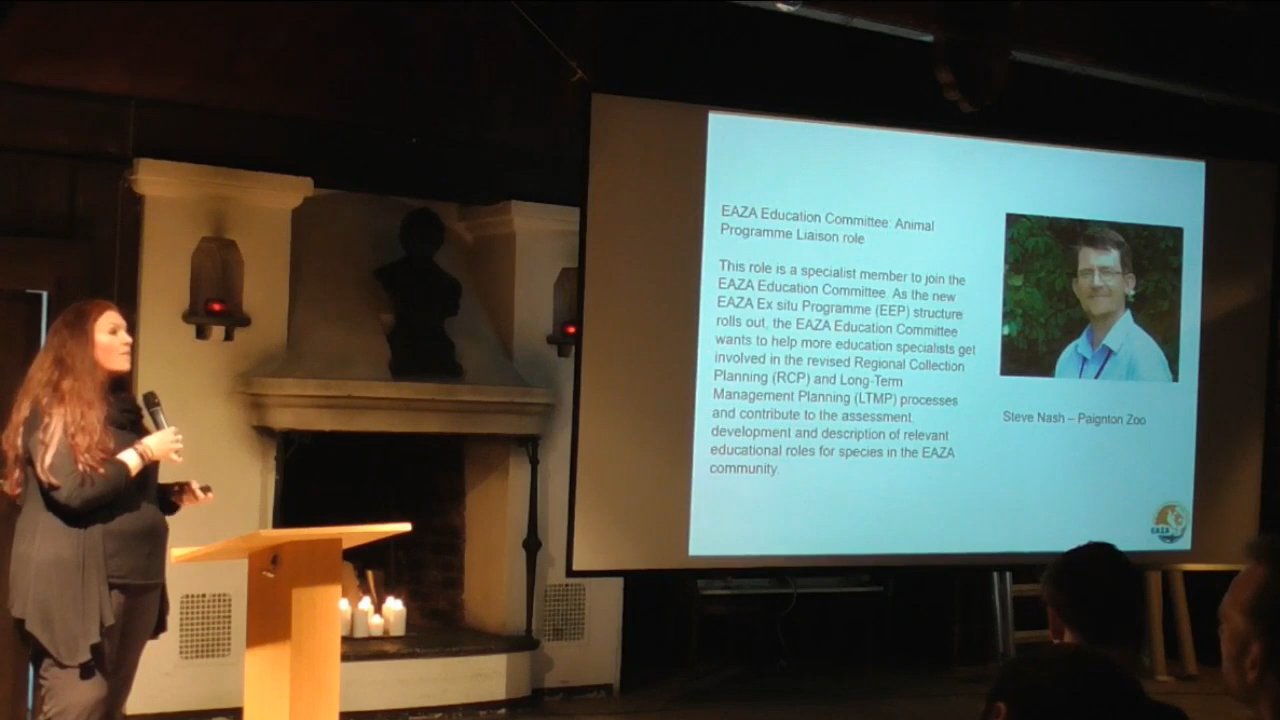 EAZA Education Committee: Animal
Programme Liaison role
This role is a specialist member to join the
EAZA Education Committee. As the new
EAZA Ex situ Programme (EEP) structure
rolls out, the EAZA Education Committee
wants to help more education specialists get
involved in the revised Regional Collection
Planning (RCP) and Long-Term
Management Planning (LTMP) processes
and contribute to the assessment,
development and description of relevant
educational roles for species in the EAZA
community.
Steve Nash – Paignton Zoo
EAZA